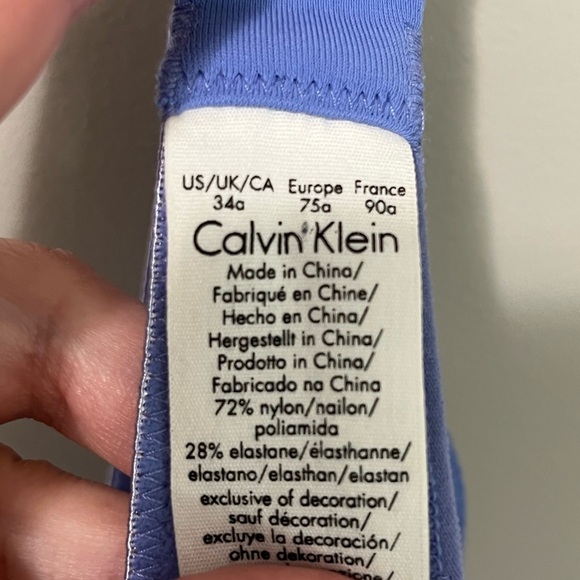 US/UK/CA Europe France
34a 75a 90a
Calvin Klein
Made in China/
Fabriqué en Chine/
Hecho en China/
Hergestellt in China/
Prodotto in China/
Fabricado na China
72% nylon/nailon/
poliamida
28% elastane/élasthanne/
elastano/elasthan/elastan
exclusive of decoration/
sauf décoration/
excluye la decoración/
ohne dekoration/